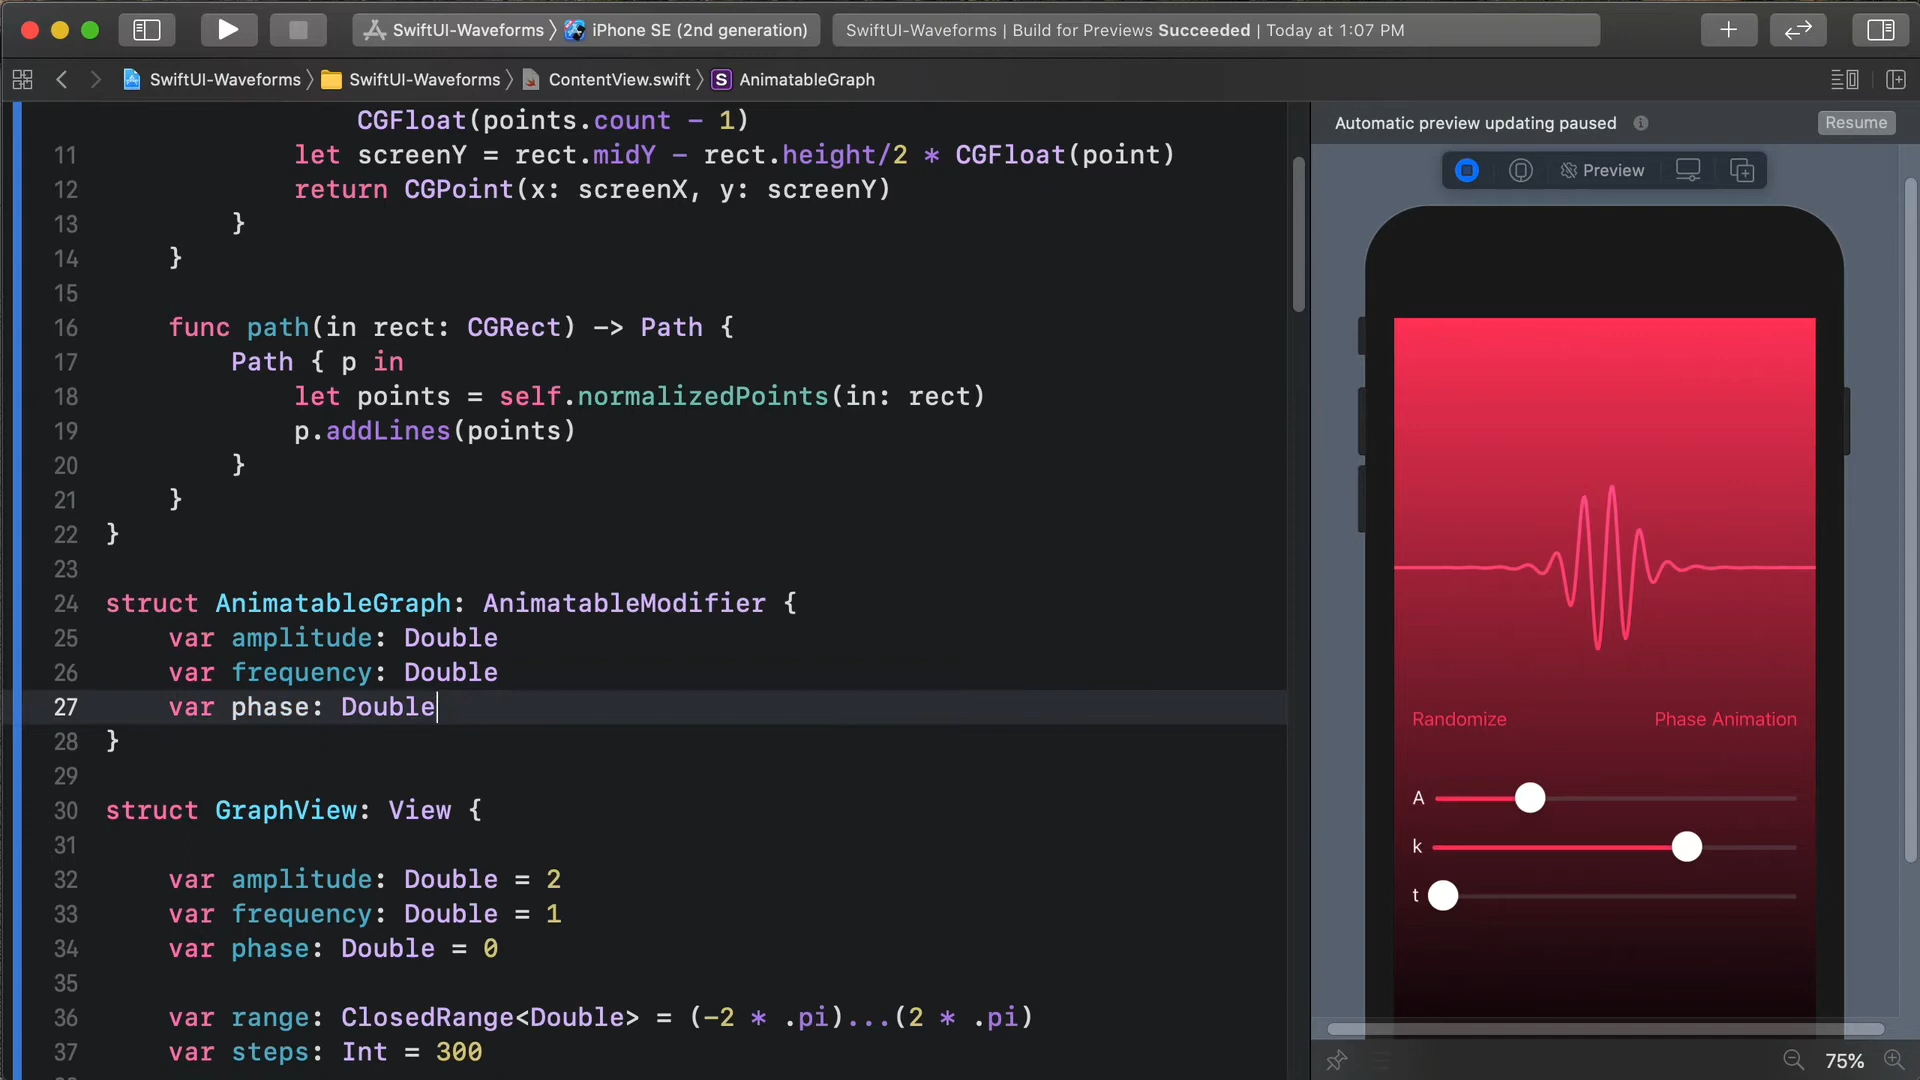 SwiftUI-Waveforms 〉 iPhone SE (2nd generation)
SwiftUI-Waveforms | Build for Previews Succeeded | Today at 1:07 PM
SwiftUI-Waveforms 〉 SwiftUI-Waveforms 〉 ContentView.swift 〉 S AnimatableGraph
CGFloat(points.count - 1)
11 let screenY = rect.midY - rect.height/2 * CGFloat(point)
12 return CGPoint(x: screenX, y: screenY)
13 }
14 }
15
16 func path(in rect: CGRect) -> Path {
17 Path { p in
18 let points = self.normalizedPoints(in: rect)
19 p.addLines(points)
20 }
21 }
22 }
23
24 struct AnimatableGraph: AnimatableModifier {
25 var amplitude: Double
26 var frequency: Double
27 var phase: Double
28 }
29
30 struct GraphView: View {
31
32 var amplitude: Double = 2
33 var frequency: Double = 1
34 var phase: Double = 0
35
36 var range: ClosedRange<Double> = (-2 * .pi)...(2 * .pi)
37 var steps: Int = 300
Automatic preview updating paused
Resume
Preview
Randomize
Phase Animation
A
k
t
75%